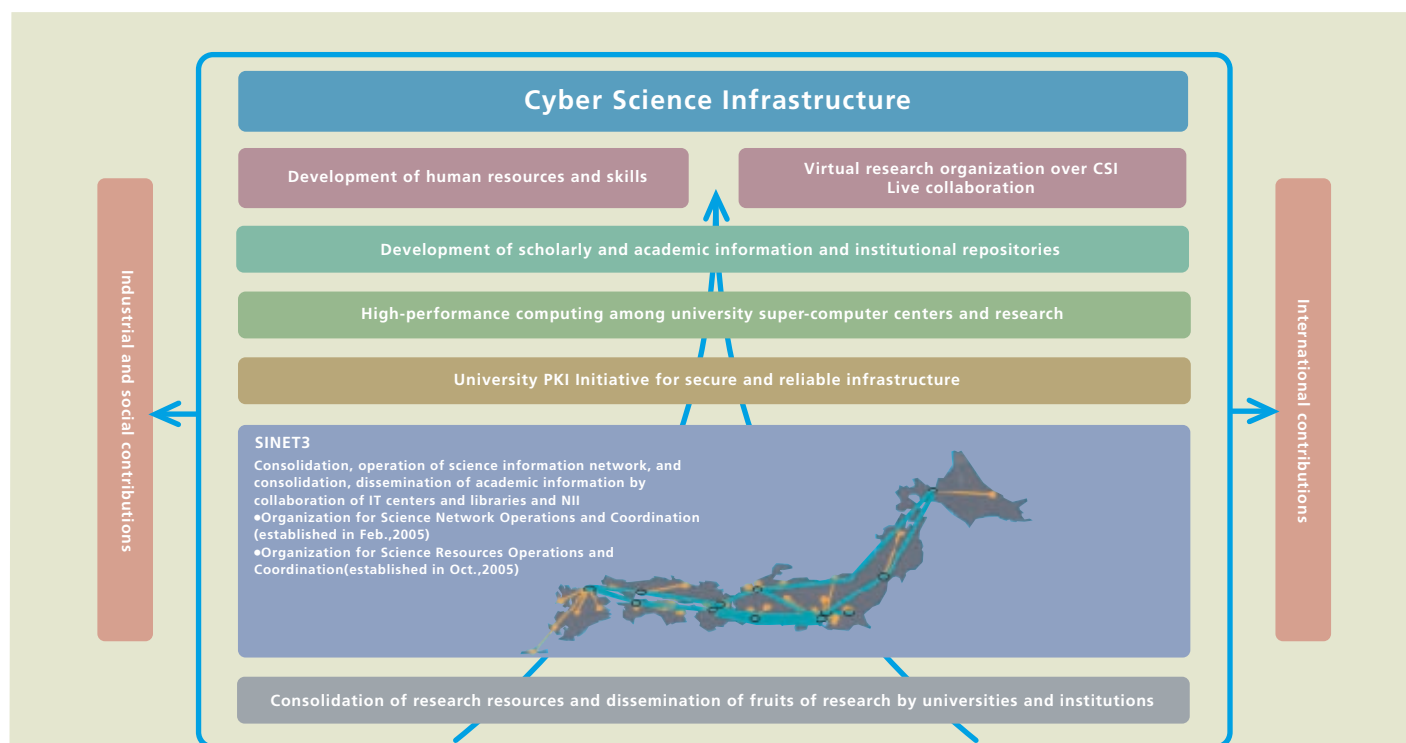 Cyber Science Infrastructure
Development of human resources and skills
Virtual research organization over CSI
Live collaboration
Development of scholarly and academic information and institutional repositories
High-performance computing among university super-computer centers and research
University PKI Initiative for secure and reliable infrastructure
SINET3
Consolidation, operation of science information network, and
consolidation, dissemination of academic information by
collaboration of IT centers and libraries and NII
●Organization for Science Network Operations and Coordination
(established in Feb.,2005)
●Organization for Science Resources Operations and
Coordination(established in Oct.,2005)
Consolidation of research resources and dissemination of fruits of research by universities and institutions
Industrial and social contributions
International contributions